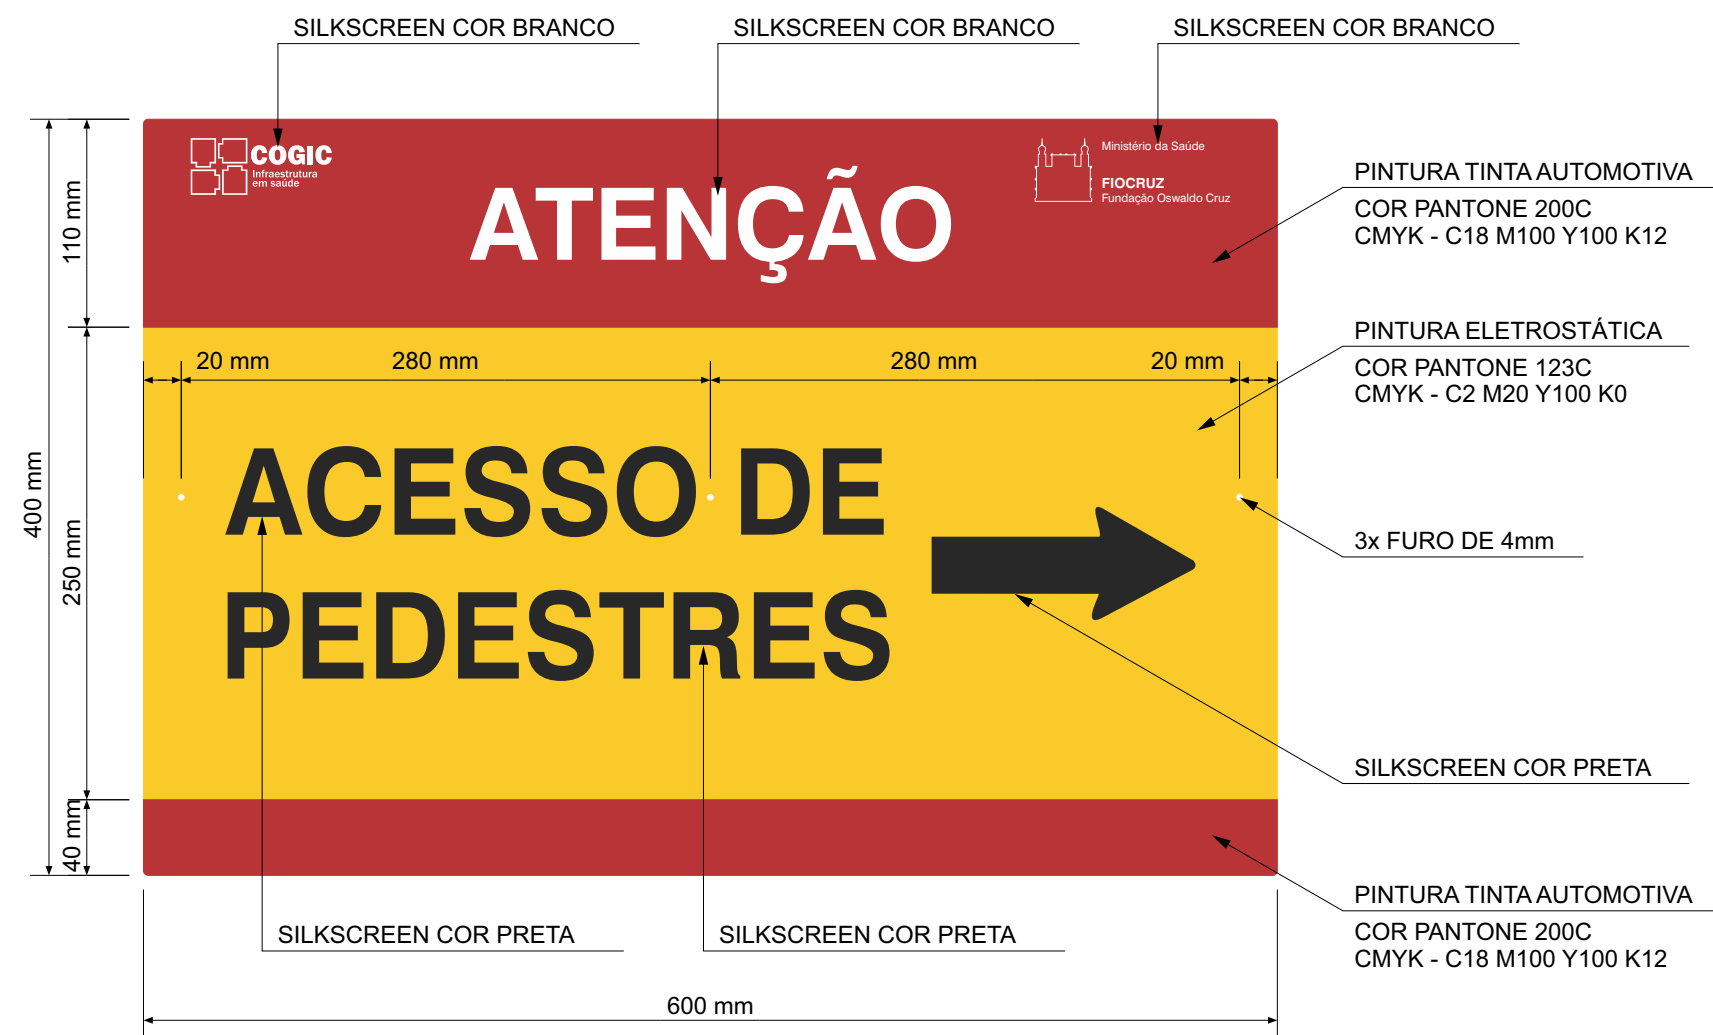 SILKSCREEN COR BRANCO
SILKSCREEN COR BRANCO
SILKSCREEN COR BRANCO
COGIC
Infraestrutura
em saúde
ATENÇÃO
Ministério da Saúde
FIOCRUZ
Fundação Oswaldo Cruz
PINTURA TINTA AUTOMOTIVA
COR PANTONE 200C
CMYK - C18 M100 Y100 K12
110 mm
PINTURA ELETROSTÁTICA
COR PANTONE 123C
CMYK - C2 M20 Y100 K0
20 mm
280 mm
280 mm
20 mm
400 mm
250 mm
ACESSO DE
PEDESTRES
3x FURO DE 4mm
SILKSCREEN COR PRETA
40 mm
PINTURA TINTA AUTOMOTIVA
COR PANTONE 200C
CMYK - C18 M100 Y100 K12
SILKSCREEN COR PRETA
SILKSCREEN COR PRETA
600 mm